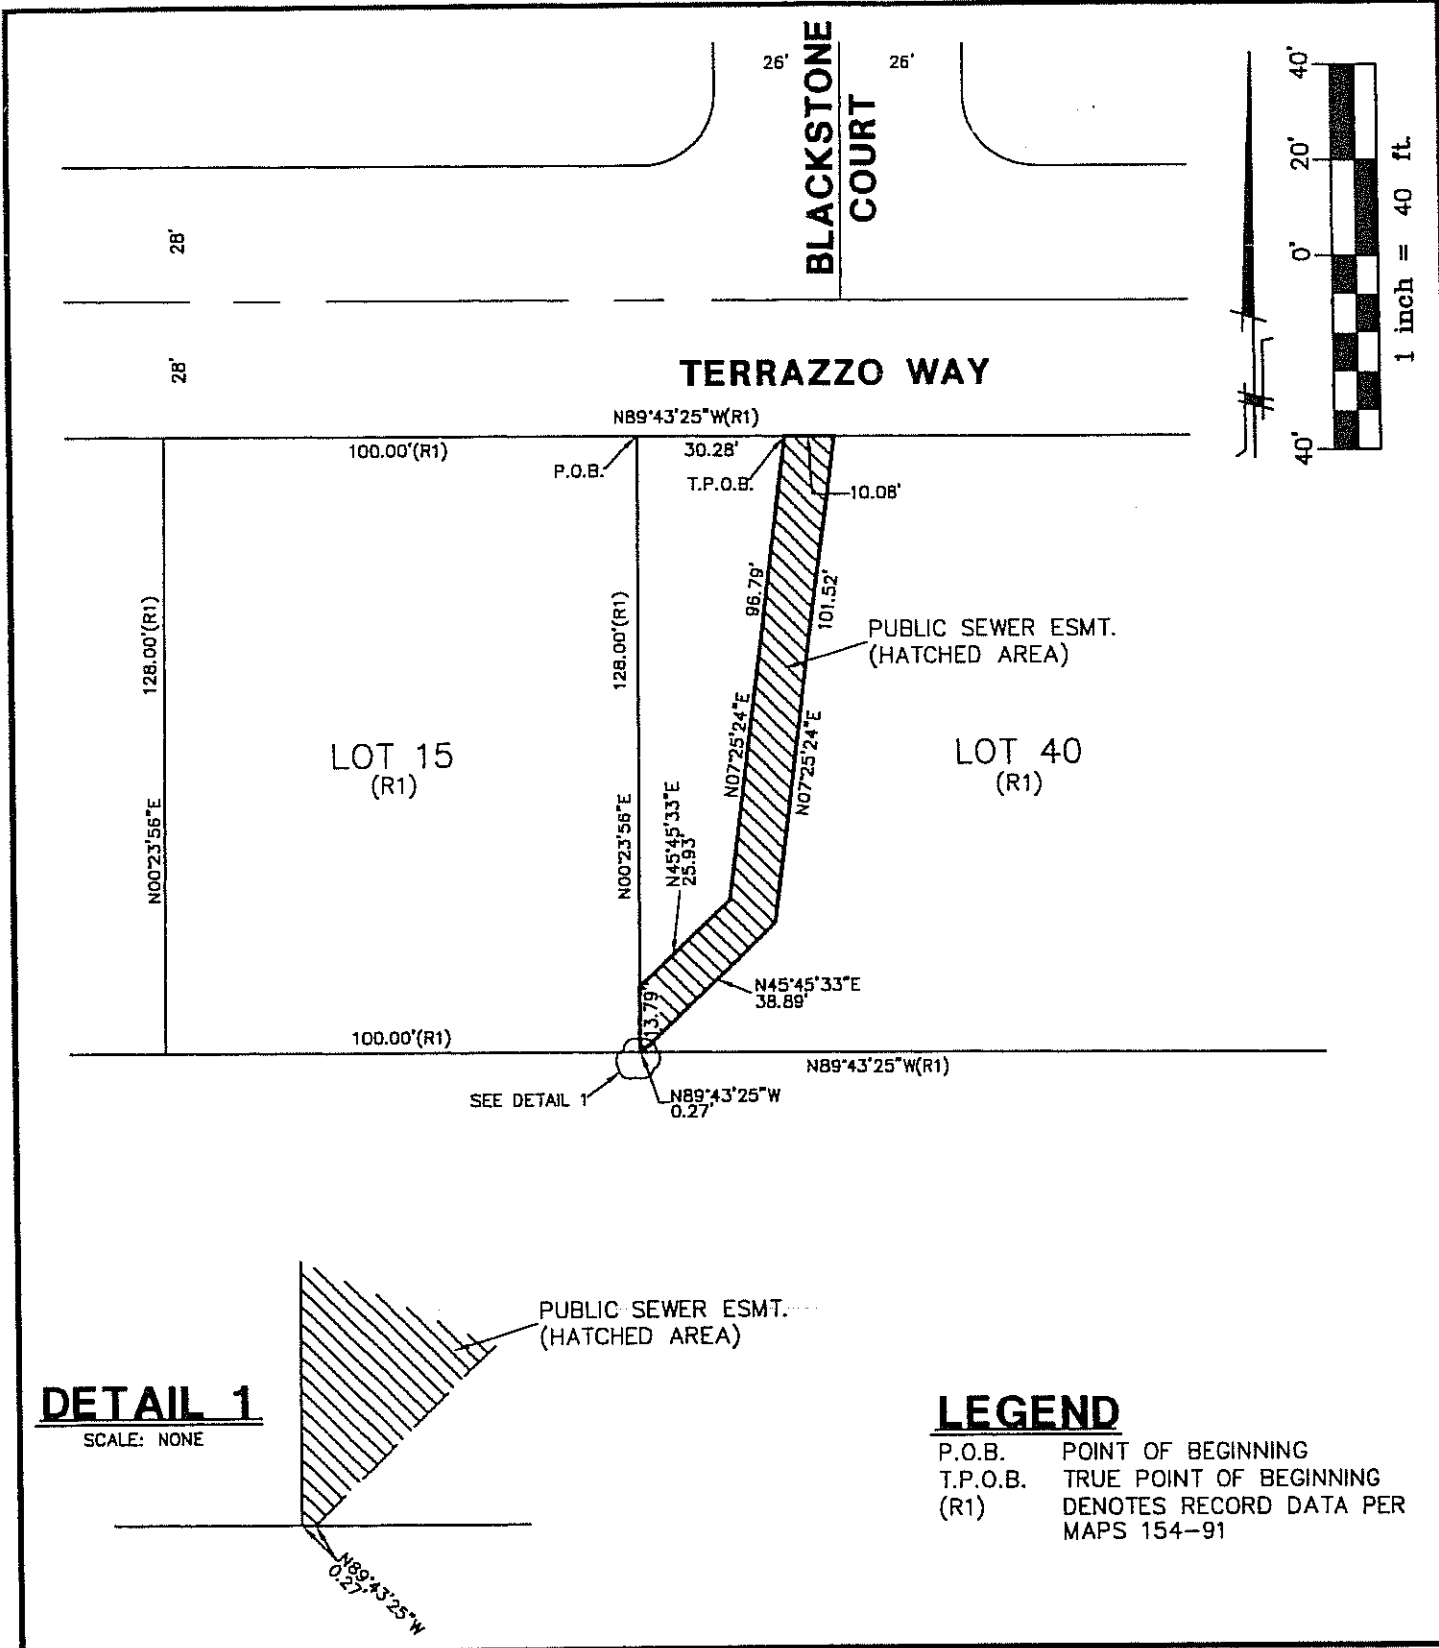 26'
26'
BLACKSTONE
COURT
40'
20'
0'
40'
1 inch = 40 ft.
28'
28'
TERRAZZO WAY
N89°43'25"W(R1)
100.00'(R1)
P.O.B.
30.28'
T.P.O.B.
10.08'
128.00'(R1)
N00°23'56"E
128.00'(R1)
N00°23'56"E
96.79'
N07°25'24"E
101.52'
N07°25'24"E
PUBLIC SEWER ESMT.
(HATCHED AREA)
LOT 15
(R1)
LOT 40
(R1)
N45°45'33"E
25.93'
N45°45'33"E
38.89'
13.79'
100.00'(R1)
N89°43'25"W(R1)
SEE DETAIL 1
N89°43'25"W
0.27'
PUBLIC SEWER ESMT.
(HATCHED AREA)
DETAIL 1
SCALE: NONE
N89°43'25"W
0.27'
LEGEND
P.O.B. POINT OF BEGINNING
T.P.O.B. TRUE POINT OF BEGINNING
(R1) DENOTES RECORD DATA PER
MAPS 154-91